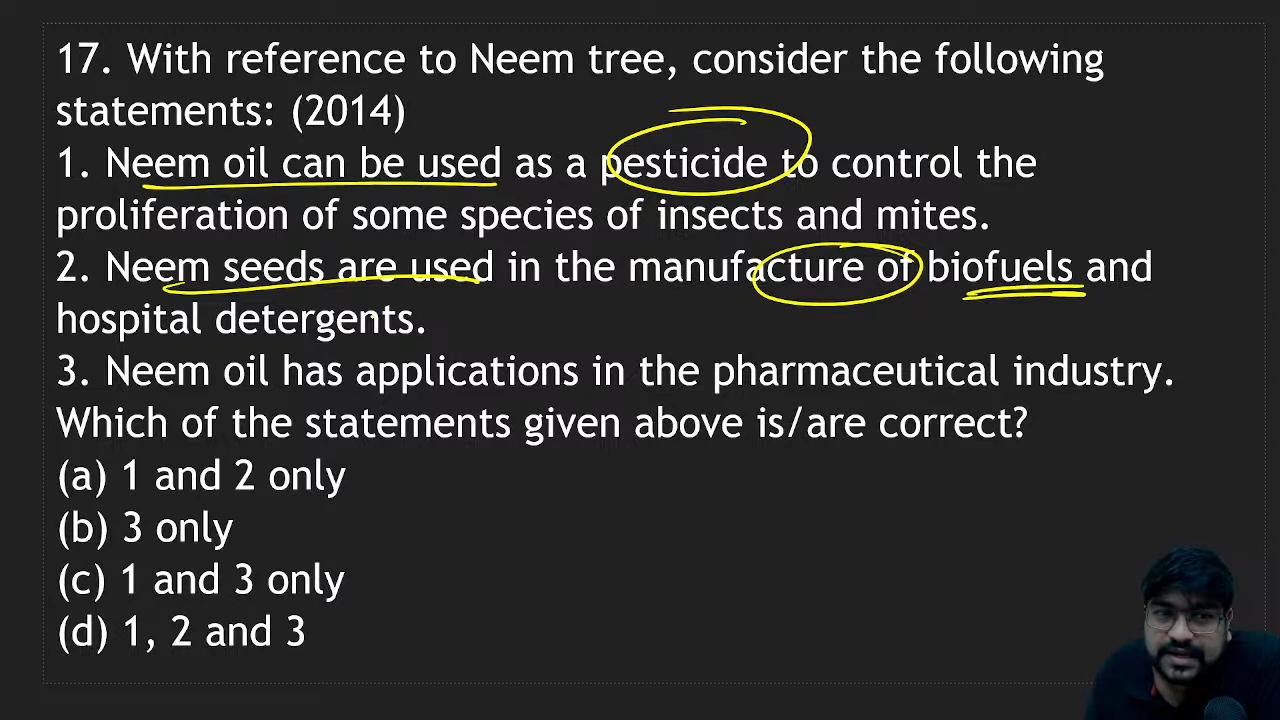 17. With reference to Neem tree, consider the following
statements: (2014)
1. Neem oil can be used as a pesticide to control the
proliferation of some species of insects and mites.
2. Neem seeds are used in the manufacture of biofuels and
hospital detergents.
3. Neem oil has applications in the pharmaceutical industry.
Which of the statements given above is/are correct?
(a) 1 and 2 only
(b) 3 only
(c) 1 and 3 only
(d) 1, 2 and 3